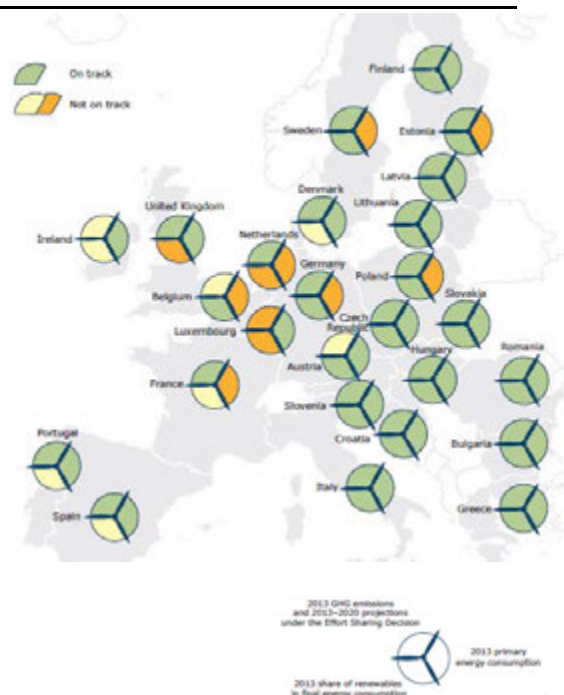 On track
Not on track
Finland
Sweden
Estonia
Latvia
Denmark
Lithuania
United Kingdom
Ireland
Netherlands
Germany
Poland
Slovakia
Belgium
Czech
Republic
Luxembourg
Hungary
Romania
Austria
France
Slovenia
Croatia
Portugal
Bulgaria
Italy
Spain
Greece
2013 GHG emissions
and 2013–2020 projections
under the Effort Sharing Decision
2013 primary
energy consumption
2013 share of renewables
in final energy consumption